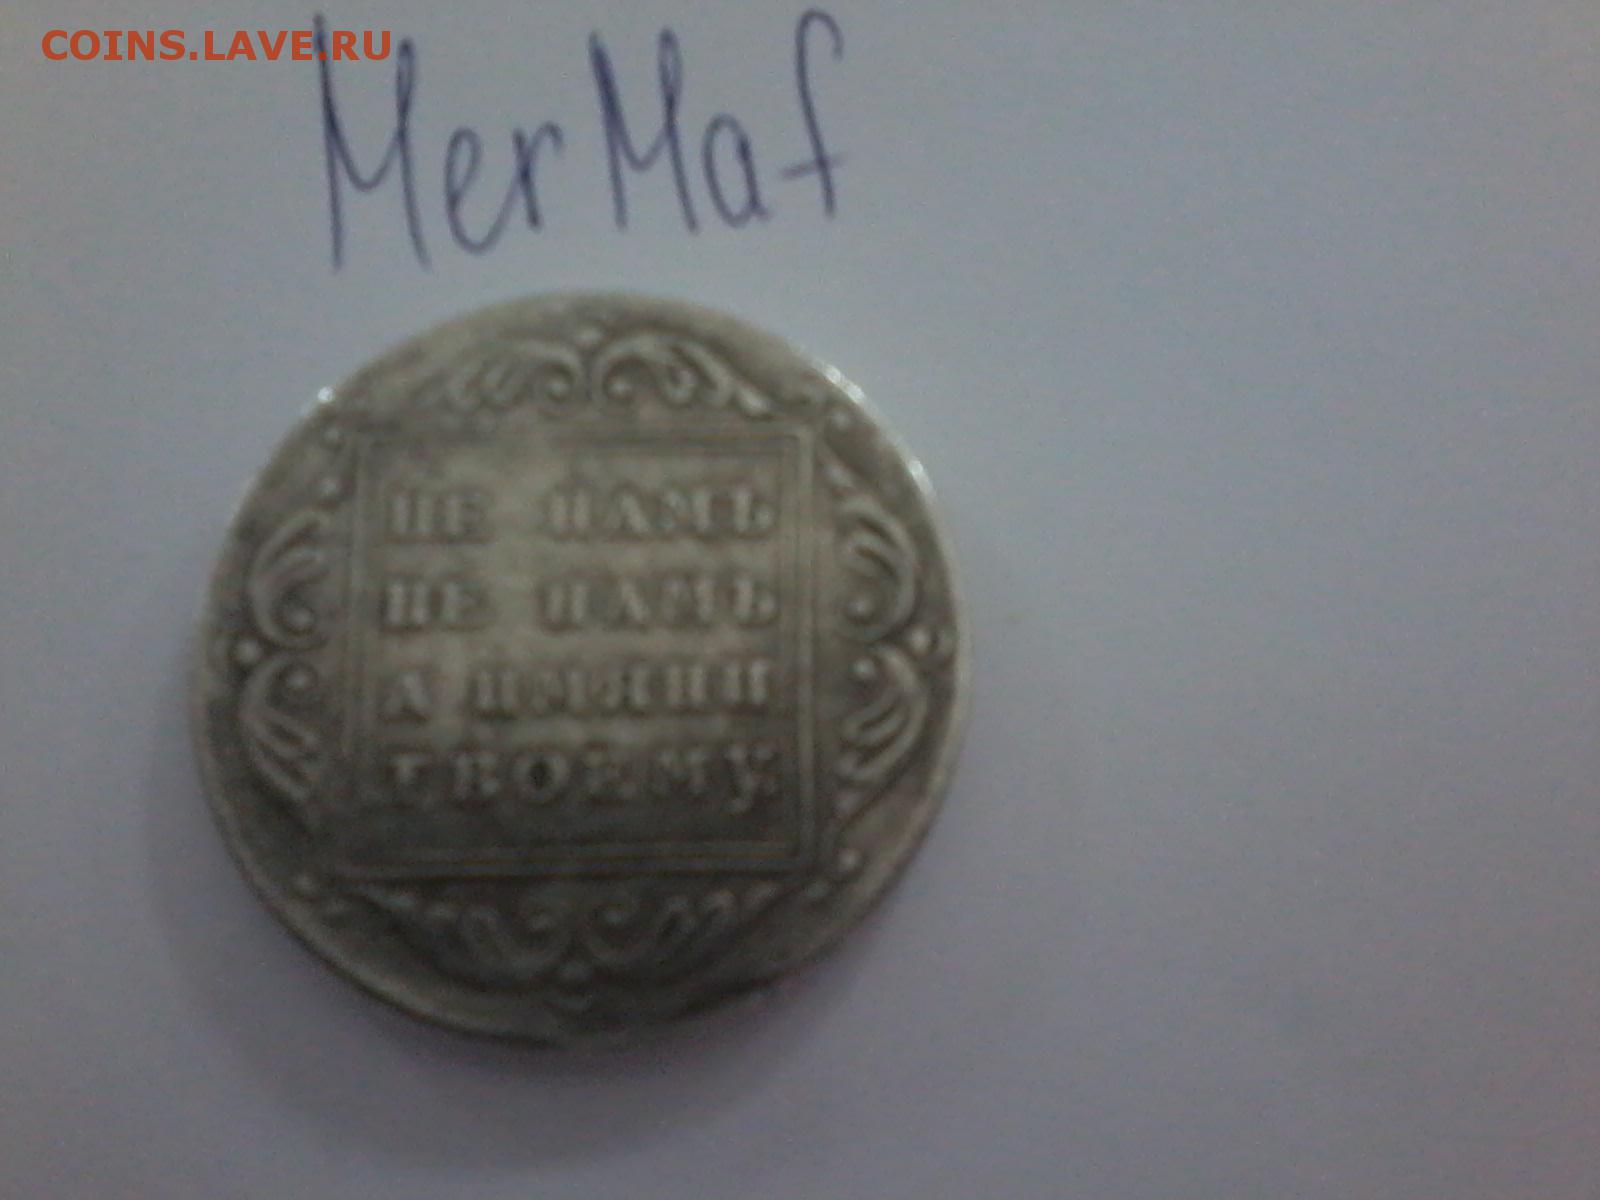 COINS.LAVE.RU
MerMaf
НЕ НАМЪ
НЕ НАМЪ
А ИМЯНИ
ТВОЕМУ.